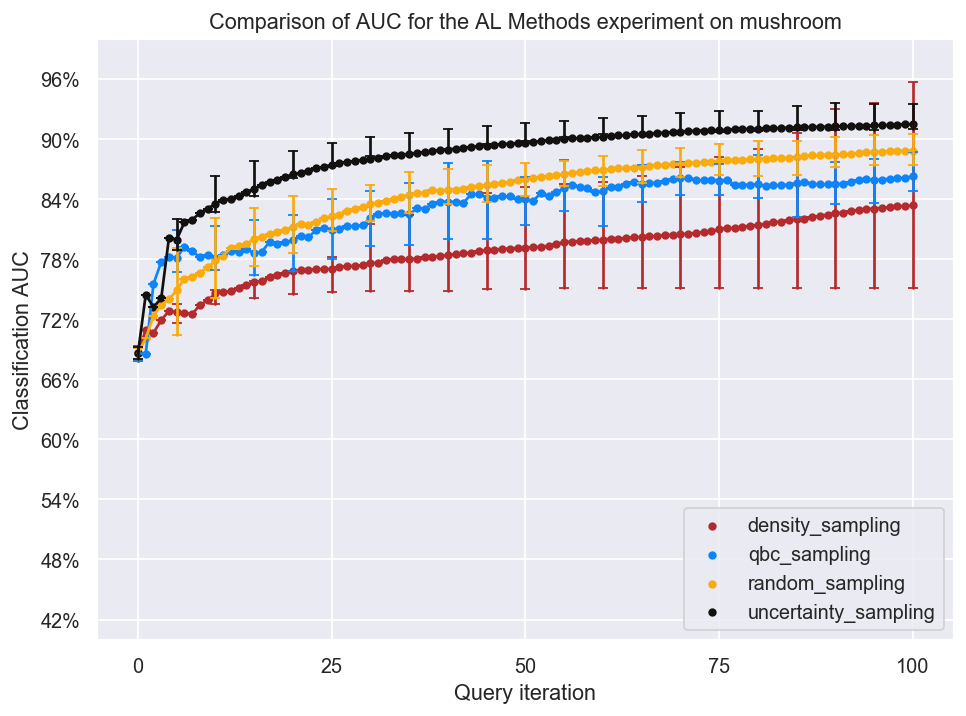 Comparison of AUC for the AL Methods experiment on mushroom
Classification AUC
96%
90%
84%
78%
72%
66%
60%
54%
48%
42%
density_sampling
qbc_sampling
random_sampling
uncertainty_sampling
0
25
50
75
100
Query iteration